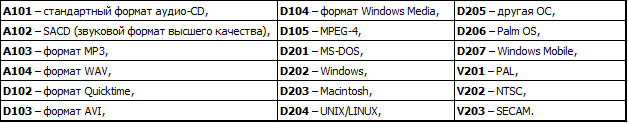 A101 – стандартный формат аудио-CD,
A102 – SACD (звуковой формат высшего качества),
A103 – формат MP3,
A104 – формат WAV,
D102 – формат Quicktime,
D103 – формат AVI,
D104 – формат Windows Media,
D105 – MPEG-4,
D201 – MS-DOS,
D202 – Windows,
D203 – Macintosh,
D204 – UNIX/LINUX,
D205 – другая ОС,
D206 – Palm OS,
D207 – Windows Mobile,
V201 – PAL,
V202 – NTSC,
V203 – SECAM.